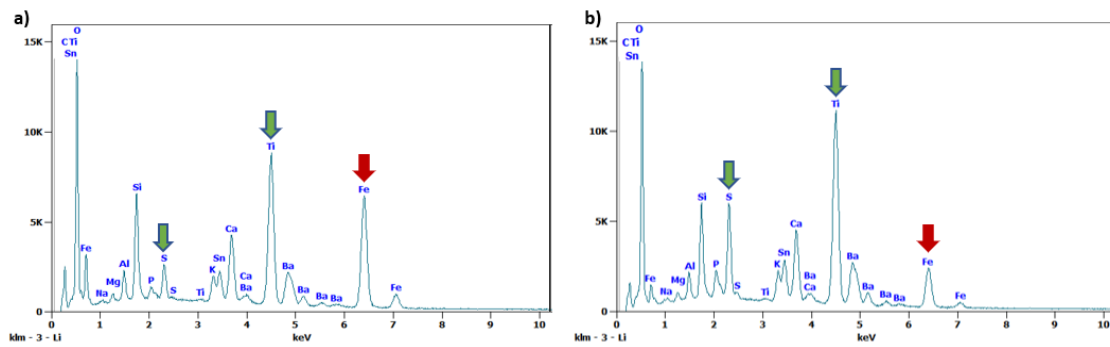 a)
15K
10K
5K
0
O
C Ti
Sn
Fe
Na
Mg
Al
Si
P
S
S
Ti
K
Sn
Ca
Ca
Ba
Ti
Ba
Ba
Ba
Ba
Fe
Fe
0 1 2 3 4 5 6 7 8 9 10
klm - 3 - Li
keV
b)
15K
10K
5K
0
O
C Ti
Sn
Fe
Na
Mg
Al
Si
P
S
S
Ti
K
Sn
Ca
Ba
Ca
Ti
Ba
Ba
Ba
Ba
Fe
Fe
0 1 2 3 4 5 6 7 8 9 10
klm - 3 - Li
keV